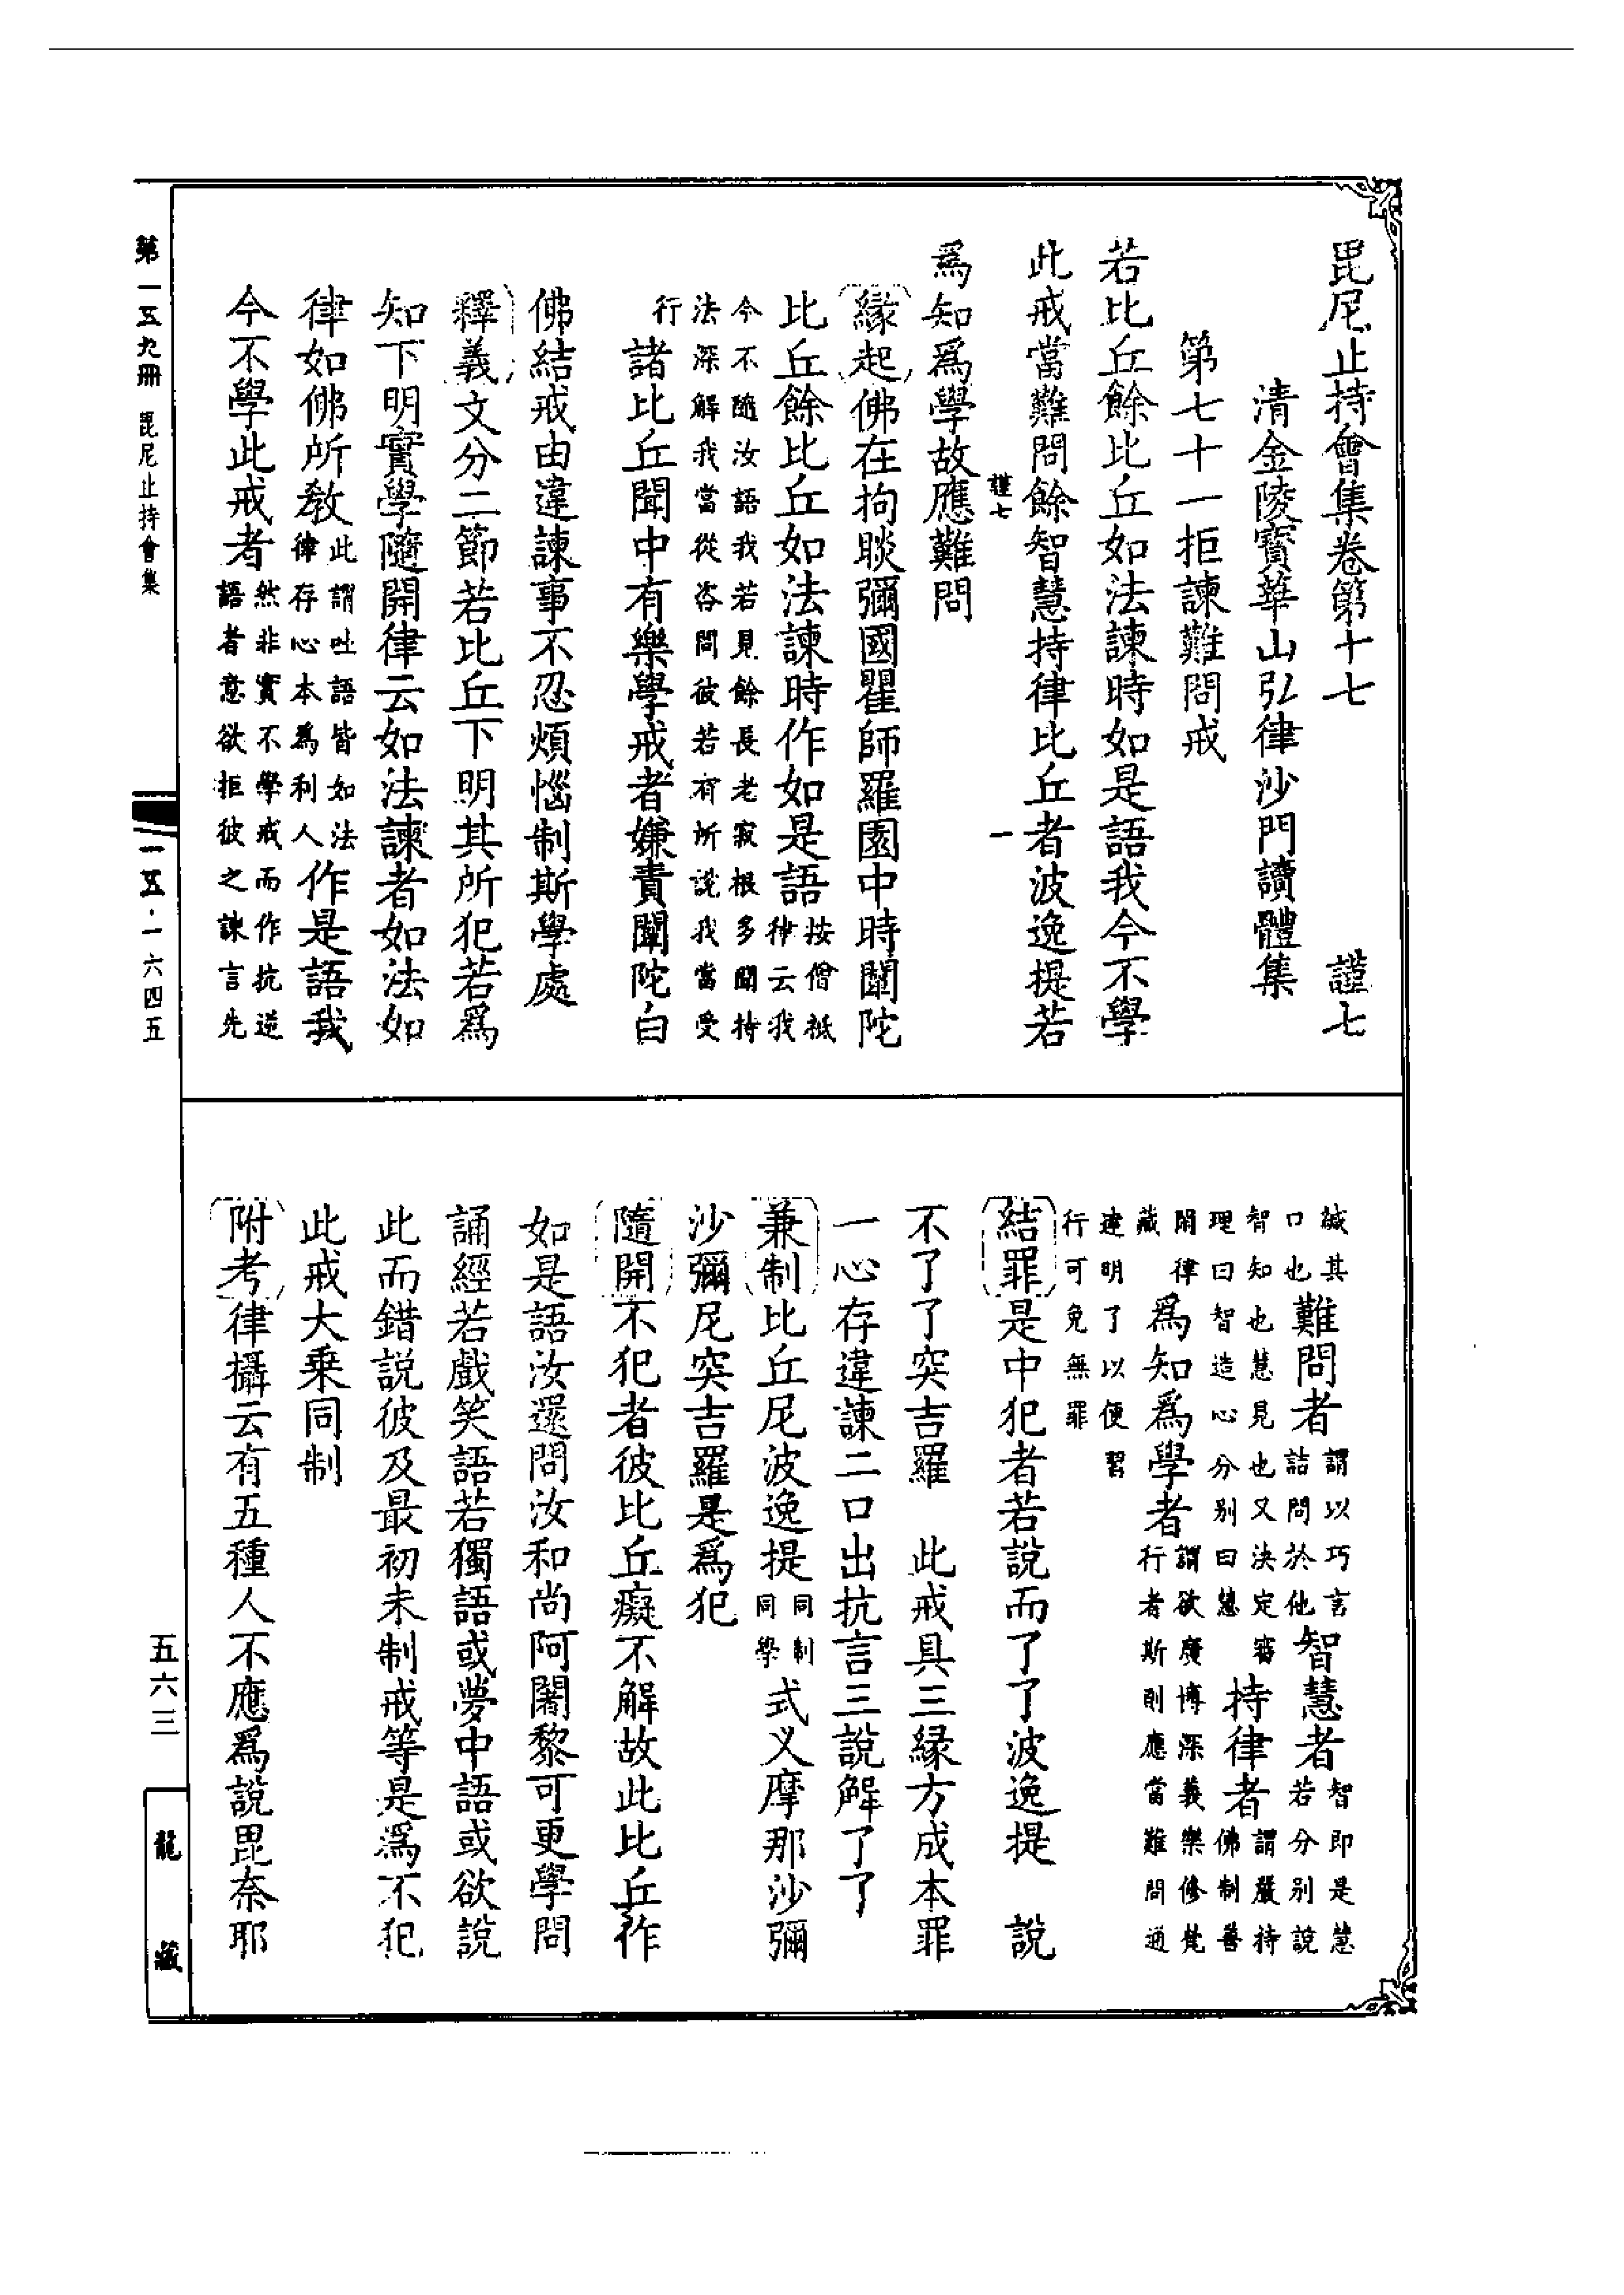 毘尼止持會集卷第十七　謹七
清金陵寶華山弘律沙門讀體集
第七十一拒諫難問戒
若比丘餘比丘如法諫時如是語我今不學
此戒當難問餘智慧持律比丘者波逸提若
謹七　一
爲知爲學故應難問
緣起佛在拘睒彌國瞿師羅園中時闡陀
比丘餘比丘如法諫時作如是語按僧祇律云我
今不隨汝語我若見餘長老寂根多聞持法深解我當從咨問彼若有所說我當受
行諸比丘聞中有樂學戒者嫌責闡陀白
佛結戒由違諫事不忍煩惱制斯學處
釋義文分二節若比丘下明其所犯若爲
知下明實學隨開律云如法諫者如法如
律如佛所教此謂吐語皆如法律存心本爲利人作是語我
今不學此戒者然非實不學戒而作抗逆語者意欲拒彼之諫言先
第一五九冊　毘尼止持會集
一一五·一六四五
緘其口也難問者謂以巧言詰問於他智慧者智即是慧若分別說
智知也慧見也又決定審理曰智造心分別曰慧持律者謂嚴持佛制善
閑律藏爲知爲學者謂欲廣博深義樂修梵行者斯則應當難問通
達明了以便習行可免無罪
結罪是中犯者若說而了了波逸提　說
不了了突吉羅　此戒具三緣方成本罪
一心存違諫二口出抗言三說解了了
兼制比丘尼波逸提同制同學式叉摩那沙彌
沙彌尼突吉羅是爲犯
隨開不犯者彼比丘癡不解故此比丘作
如是語汝還問汝和尚阿闍黎可更學問
誦經若戲笑語若獨語或夢中語或欲說
此而錯說彼及最初未制戒等是爲不犯
此戒大乗同制
附考律攝云有五種人不應爲說毘奈耶
五六三
龍藏